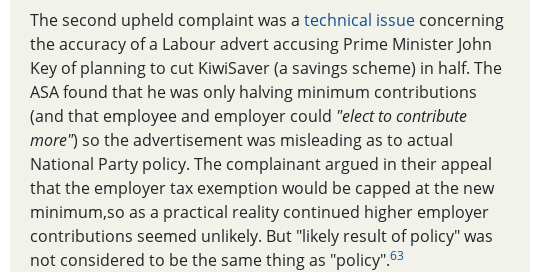 The second upheld complaint was a technical issue concerning
the accuracy of a Labour advert accusing Prime Minister John
Key of planning to cut KiwiSaver (a savings scheme) in half. The
ASA found that he was only halving minimum contributions
(and that employee and employer could "elect to contribute
more") so the advertisement was misleading as to actual
National Party policy. The complainant argued in their appeal
that the employer tax exemption would be capped at the new
minimum,so as a practical reality continued higher employer
contributions seemed unlikely. But "likely result of policy" was
not considered to be the same thing as "policy".63